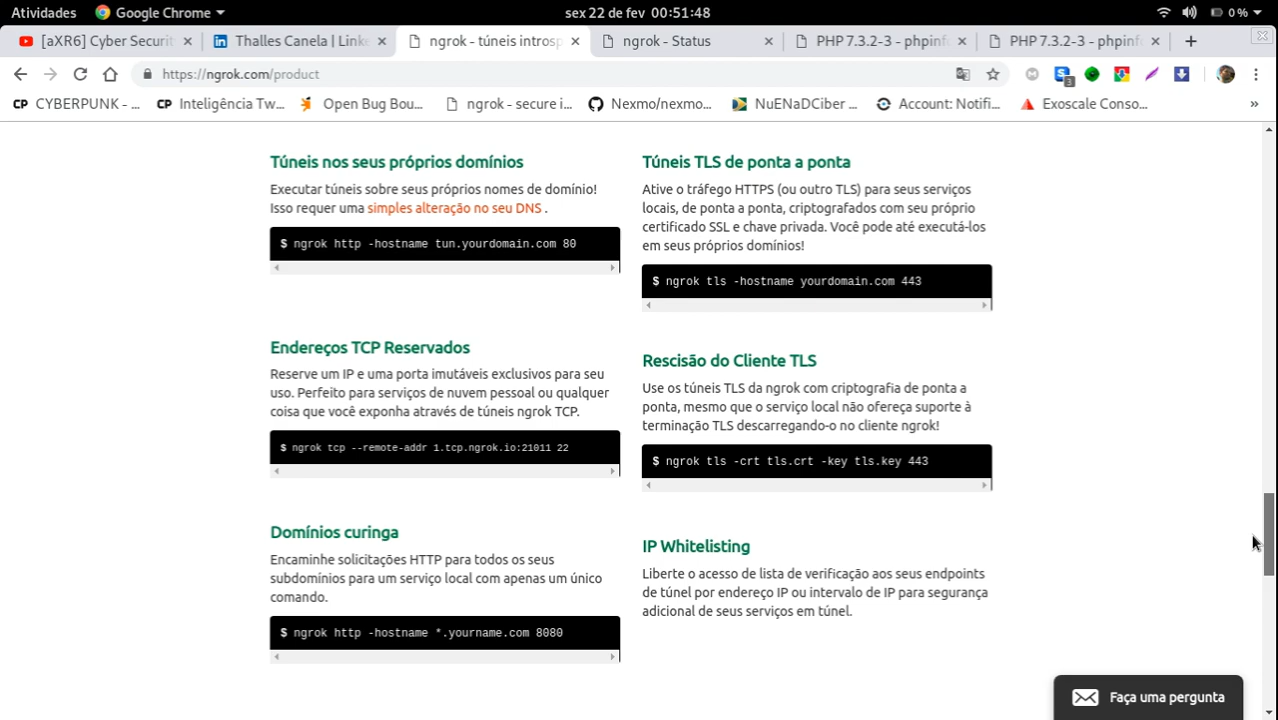 Atividades
Google Chrome
sex 22 de fev 00:51:48
0 %
[aXR6] Cyber Securit
Thalles Canela | Linke
ngrok - túneis introsp
ngrok - Status
PHP 7.3.2-3 - phpinfo
PHP 7.3.2-3 - phpinfo
https://ngrok.com/product
3
CP CYBERPUNK - ...
CP Inteligência Tw...
Open Bug Bou...
ngrok - secure i...
Nexmo/nexmo...
NuENaDCiber ...
Account: Notifi...
Exoscale Conso...
»
Túneis nos seus próprios domínios
Executar túneis sobre seus próprios nomes de domínio!
Isso requer uma simples alteração no seu DNS .
$ ngrok http -hostname tun.yourdomain.com 80
Túneis TLS de ponta a ponta
Ative o tráfego HTTPS (ou outro TLS) para seus serviços
locais, de ponta a ponta, criptografados com seu próprio
certificado SSL e chave privada. Você pode até executá-los
em seus próprios domínios!
$ ngrok tls -hostname yourdomain.com 443
Endereços TCP Reservados
Reserve um IP e uma porta imutáveis exclusivos para seu
uso. Perfeito para serviços de nuvem pessoal ou qualquer
coisa que você exponha através de túneis ngrok TCP.
$ ngrok tcp --remote-addr 1.tcp.ngrok.io:21011 22
Rescisão do Cliente TLS
Use os túneis TLS da ngrok com criptografia de ponta a
ponta, mesmo que o serviço local não ofereça suporte à
terminação TLS descarregando-o no cliente ngrok!
$ ngrok tls -crt tls.crt -key tls.key 443
Domínios curinga
Encaminhe solicitações HTTP para todos os seus
subdomínios para um serviço local com apenas um único
comando.
$ ngrok http -hostname *.yourname.com 8080
IP Whitelisting
Liberte o acesso de lista de verificação aos seus endpoints
de túnel por endereço IP ou intervalo de IP para segurança
adicional de seus serviços em túnel.
Faça uma pergunta